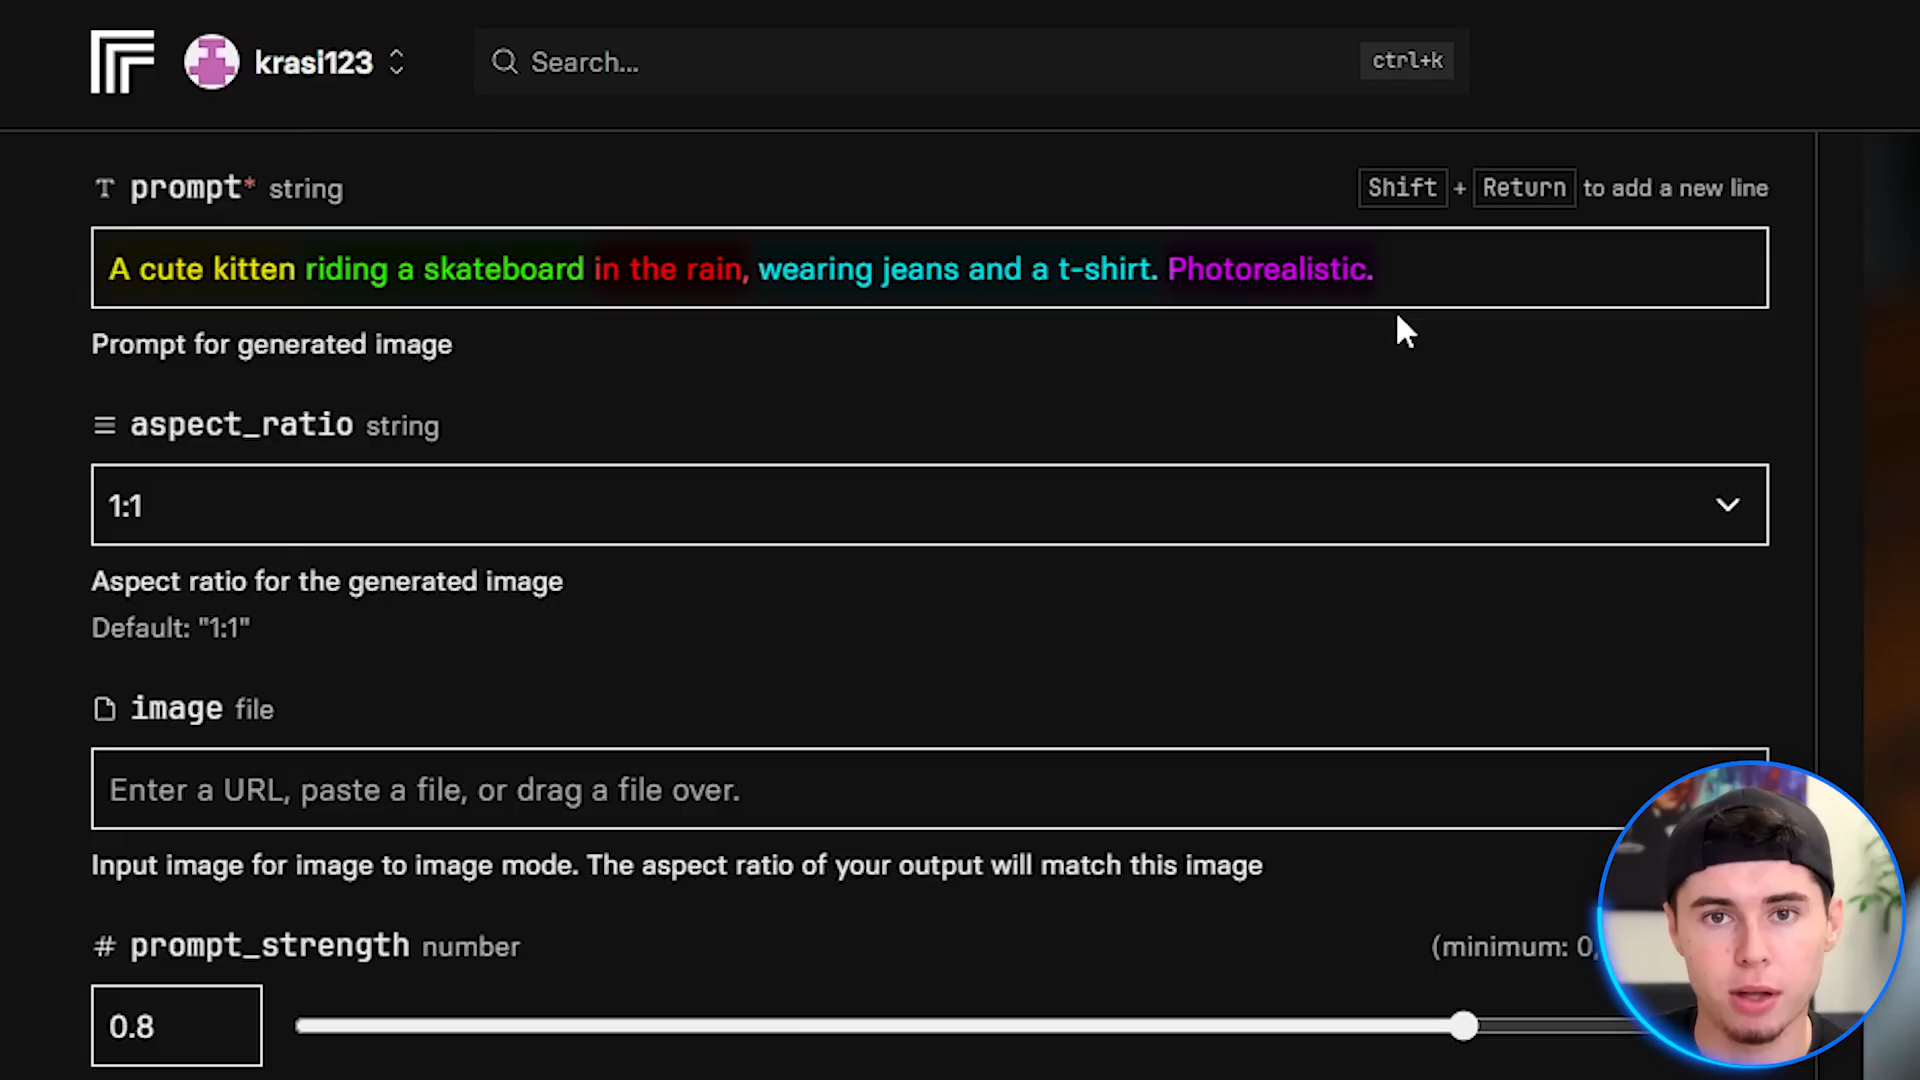 krasi123
Search...
ctrl+k
prompt* string
Shift + Return to add a new line
A cute kitten riding a skateboard in the rain, wearing jeans and a t-shirt. Photorealistic.
Prompt for generated image
aspect_ratio string
1:1
Aspect ratio for the generated image
Default: "1:1"
image file
Enter a URL, paste a file, or drag a file over.
Input image for image to image mode. The aspect ratio of your output will match this image
# prompt_strength number
(minimum: 0,
0.8